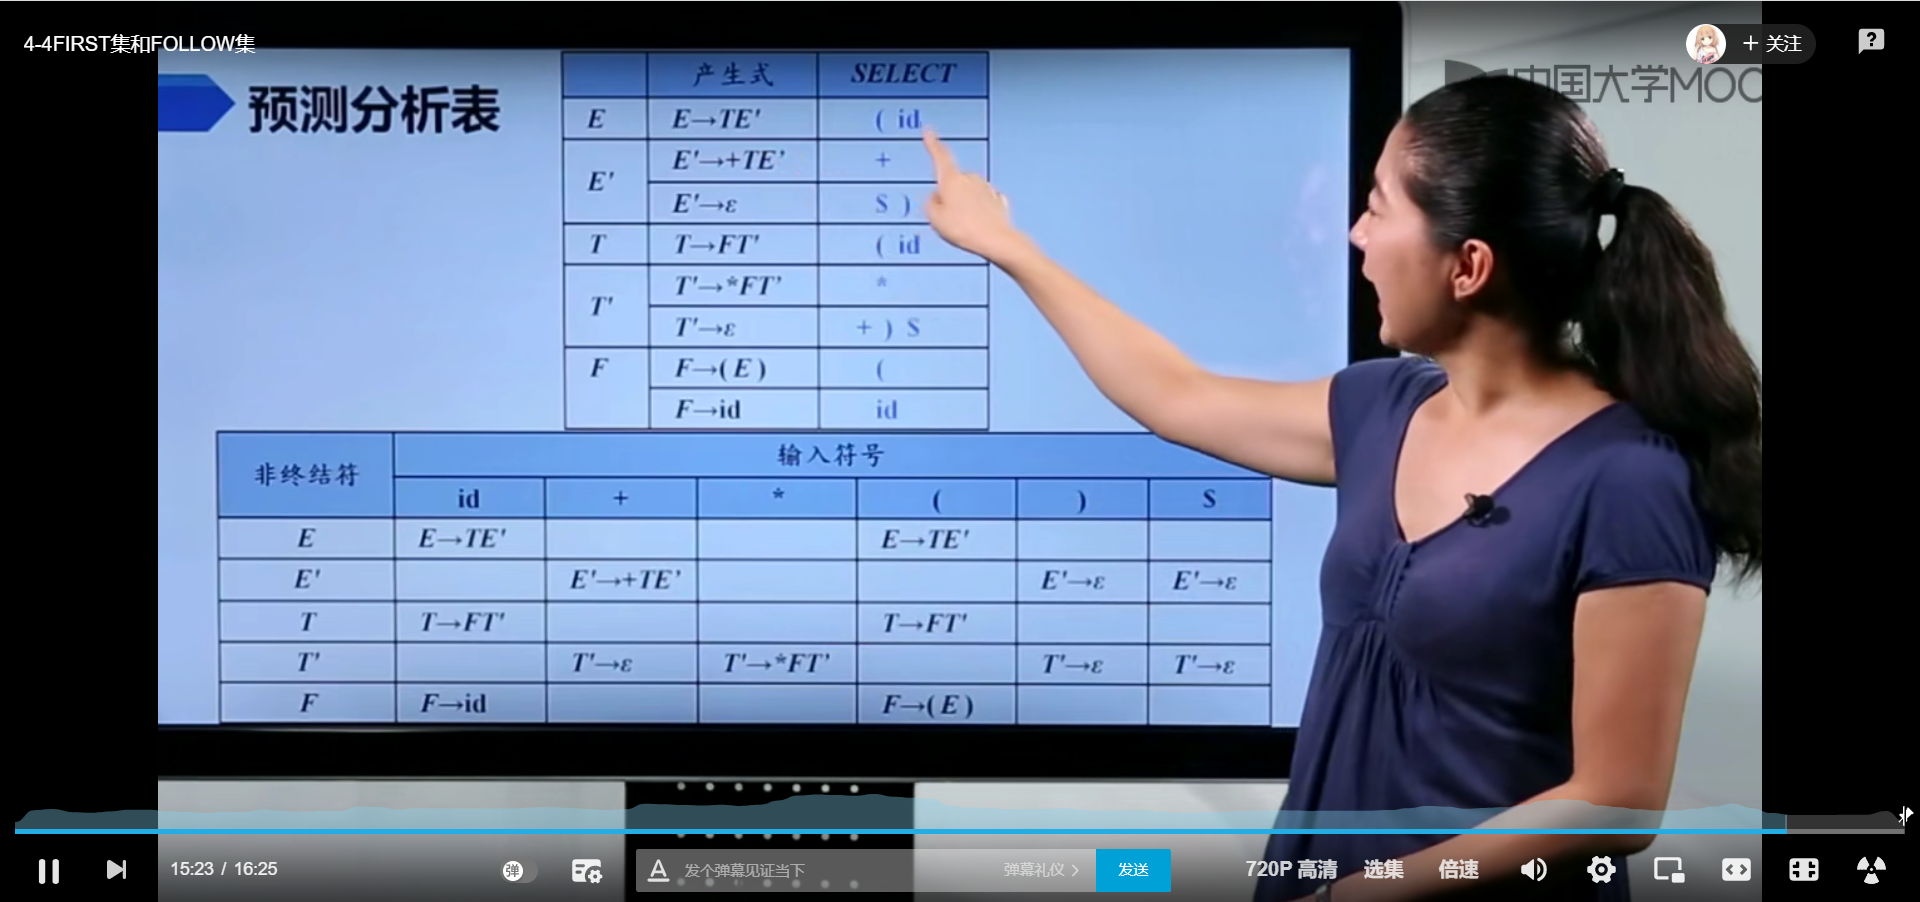 4-4FIRST集和FOLLOW集
+ 关注
中国大学MOO
预测分析表
产生式 SELECT
E E→TE' ( id
E' E'→+TE' +
E'→ε $ )
T T→FT' ( id
T' T'→*FT' *
T'→ε + ) $
F F→(E) (
F→id id
非终结符 输入符号
id + * ( ) $
E E→TE' E→TE'
E' E'→+TE' E'→ε E'→ε
T T→FT' T→FT'
T' T'→ε T'→*FT' T'→ε T'→ε
F F→id F→(E)
15:23 / 16:25
弹
A 发个弹幕见证当下 弹幕礼仪 >
发送
720P 高清
选集
倍速